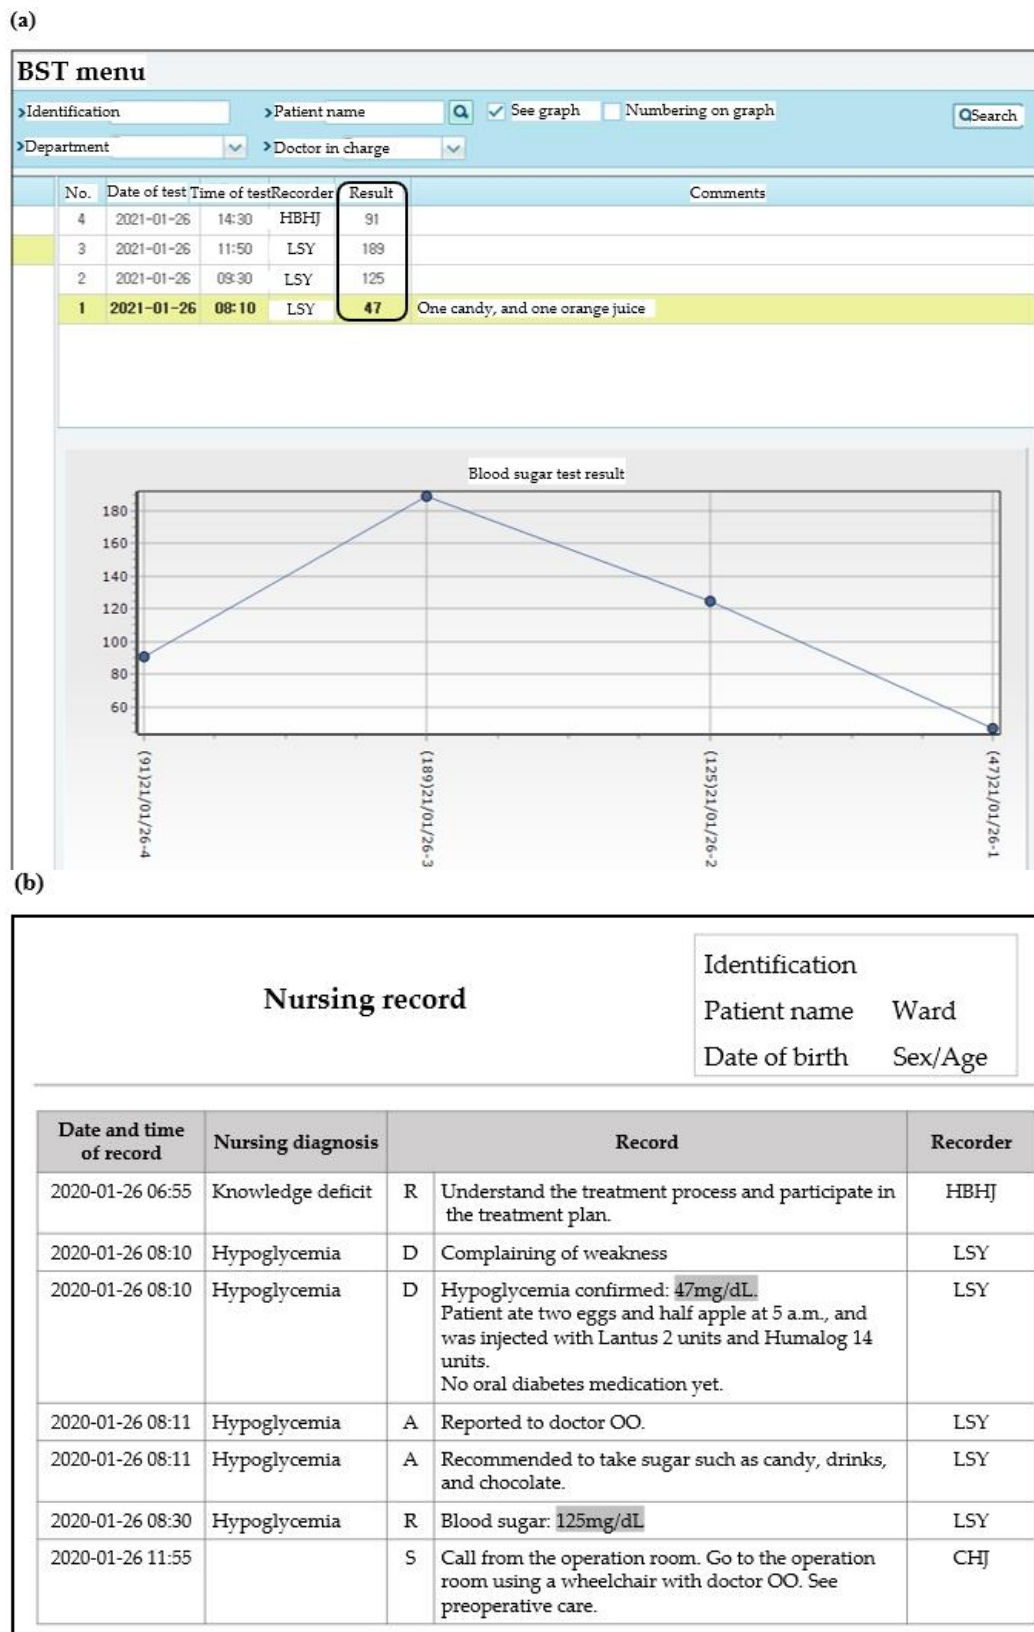 (a)
BST menu
>Identification >Patient name See graph Numbering on graph Search
>Department >Doctor in charge
No. Date of test Time of test Recorder Result Comments
4 2021-01-26 14:30 HBHJ 91
3 2021-01-26 11:50 LSY 189
2 2021-01-26 09:30 LSY 125
1 2021-01-26 08:10 LSY 47 One candy, and one orange juice
Blood sugar test result
180
160
140
120
100
80
60
(91)21/01/26-4
(189)21/01/26-3
(125)21/01/26-2
(47)21/01/26-1
(b)
Nursing record
Identification
Patient name Ward
Date of birth Sex/Age
Date and time
of record
Nursing diagnosis
Record
Recorder
2020-01-26 06:55 Knowledge deficit R Understand the treatment process and participate in HBHJ
the treatment plan.
2020-01-26 08:10 Hypoglycemia D Complaining of weakness LSY
2020-01-26 08:10 Hypoglycemia D Hypoglycemia confirmed: 47mg/dL. LSY
Patient ate two eggs and half apple at 5 a.m., and
was injected with Lantus 2 units and Humalog 14
units.
No oral diabetes medication yet.
2020-01-26 08:11 Hypoglycemia A Reported to doctor OO. LSY
2020-01-26 08:11 Hypoglycemia A Recommended to take sugar such as candy, drinks, LSY
and chocolate.
2020-01-26 08:30 Hypoglycemia R Blood sugar: 125mg/dL LSY
2020-01-26 11:55 S Call from the operation room. Go to the operation CHJ
room using a wheelchair with doctor OO. See
preoperative care.